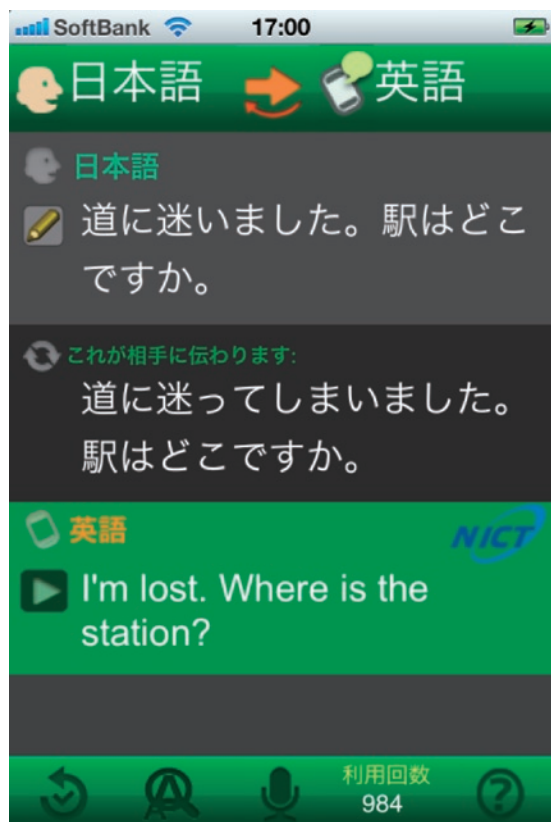 SoftBank 17:00
日本語 英語
日本語
道に迷いました。駅はどこ
ですか。
これが相手に伝わります:
道に迷ってしまいました。
駅はどこですか。
英語 NICT
I'm lost. Where is the
station?
利用回数
984